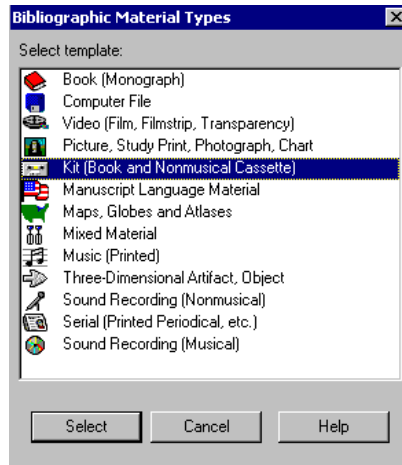 Bibliographic Material Types
Select template:
Book (Monograph)
Computer File
Video (Film, Filmstrip, Transparency)
Picture, Study Print, Photograph, Chart
Kit (Book and Nonmusical Cassette)
Manuscript Language Material
Maps, Globes and Atlases
Mixed Material
Music (Printed)
Three-Dimensional Artifact, Object
Sound Recording (Nonmusical)
Serial (Printed Periodical, etc.)
Sound Recording (Musical)
Select Cancel Help